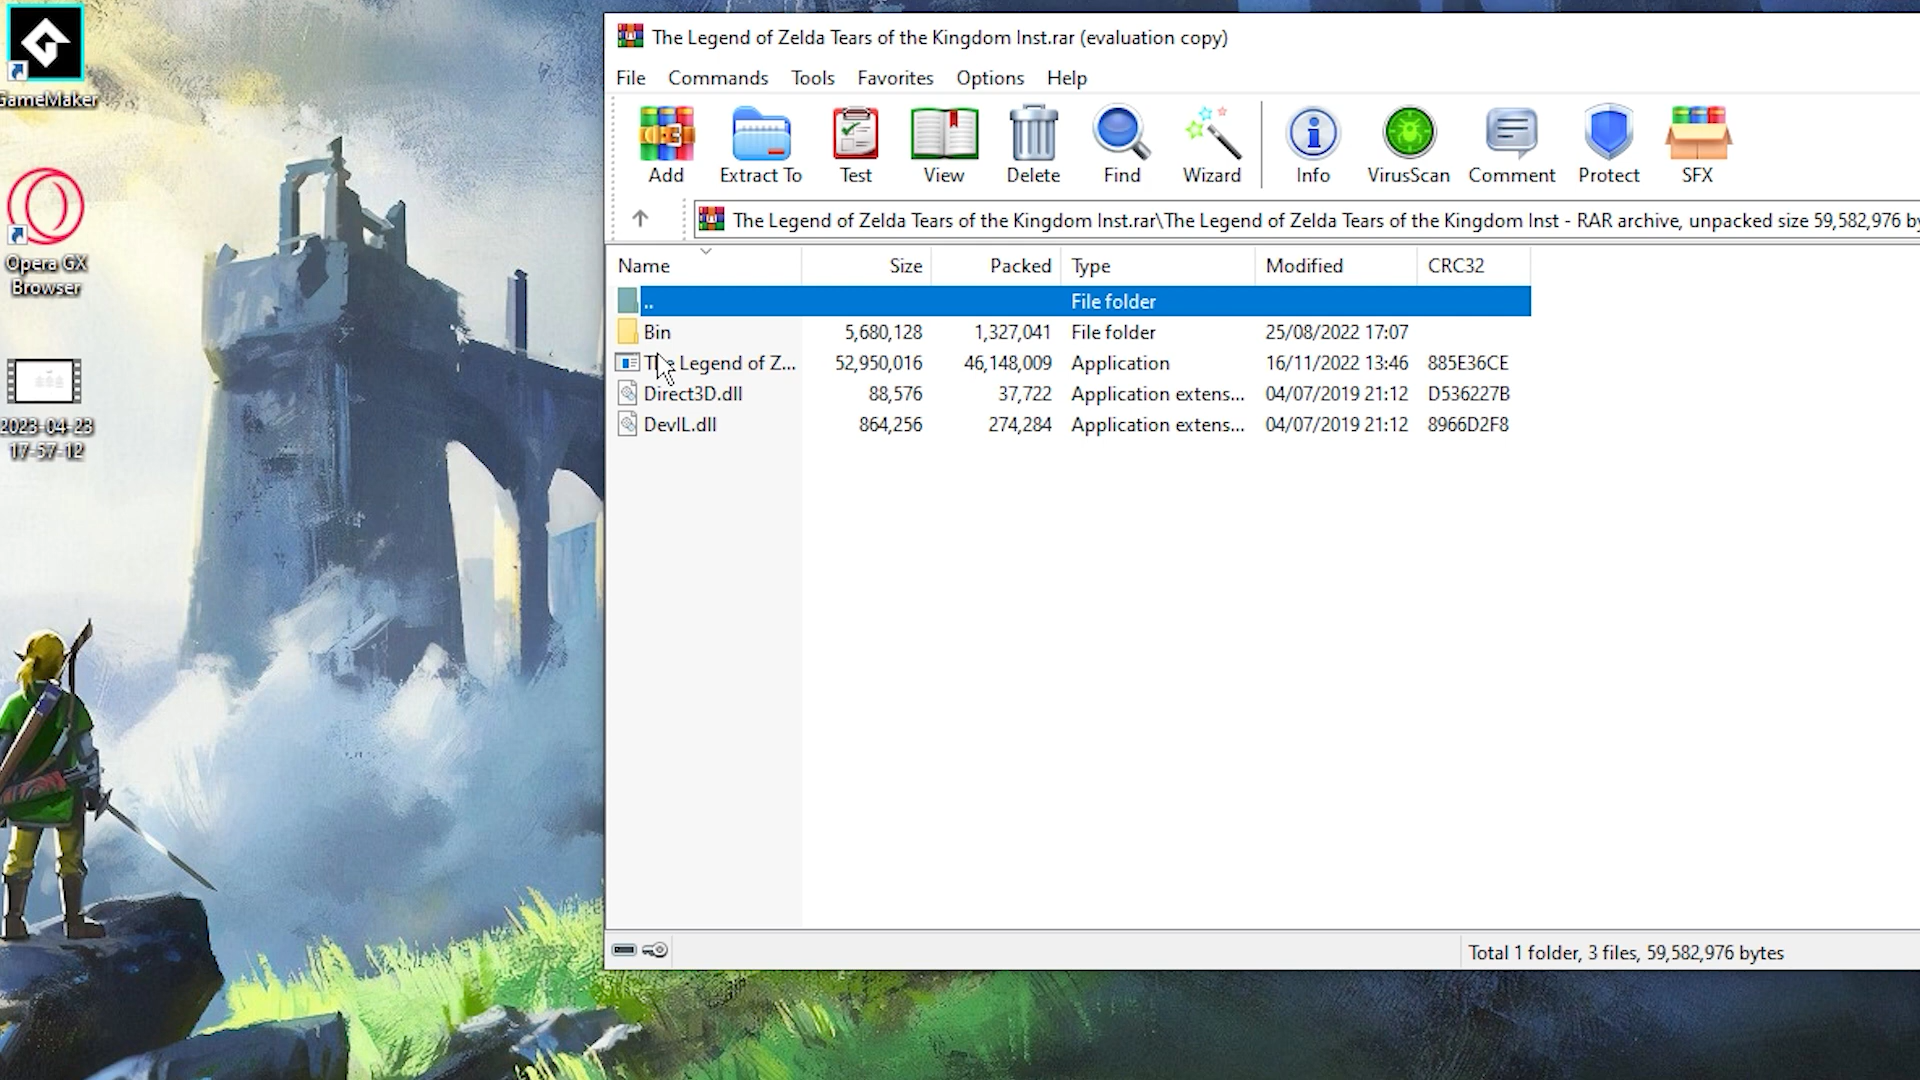 GameMaker
Opera GX
Browser
2023-04-23
17-57-12
The Legend of Zelda Tears of the Kingdom Inst.rar (evaluation copy)
File Commands Tools Favorites Options Help
Add Extract To Test View Delete Find Wizard Info VirusScan Comment Protect SFX
The Legend of Zelda Tears of the Kingdom Inst.rar\The Legend of Zelda Tears of the Kingdom Inst - RAR archive, unpacked size 59,582,976 by
Name Size Packed Type Modified CRC32
.. File folder
Bin 5,680,128 1,327,041 File folder 25/08/2022 17:07
The Legend of Z... 52,950,016 46,148,009 Application 16/11/2022 13:46 885E36CE
Direct3D.dll 88,576 37,722 Application extens... 04/07/2019 21:12 D536227B
DevIL.dll 864,256 274,284 Application extens... 04/07/2019 21:12 8966D2F8
Total 1 folder, 3 files, 59,582,976 bytes